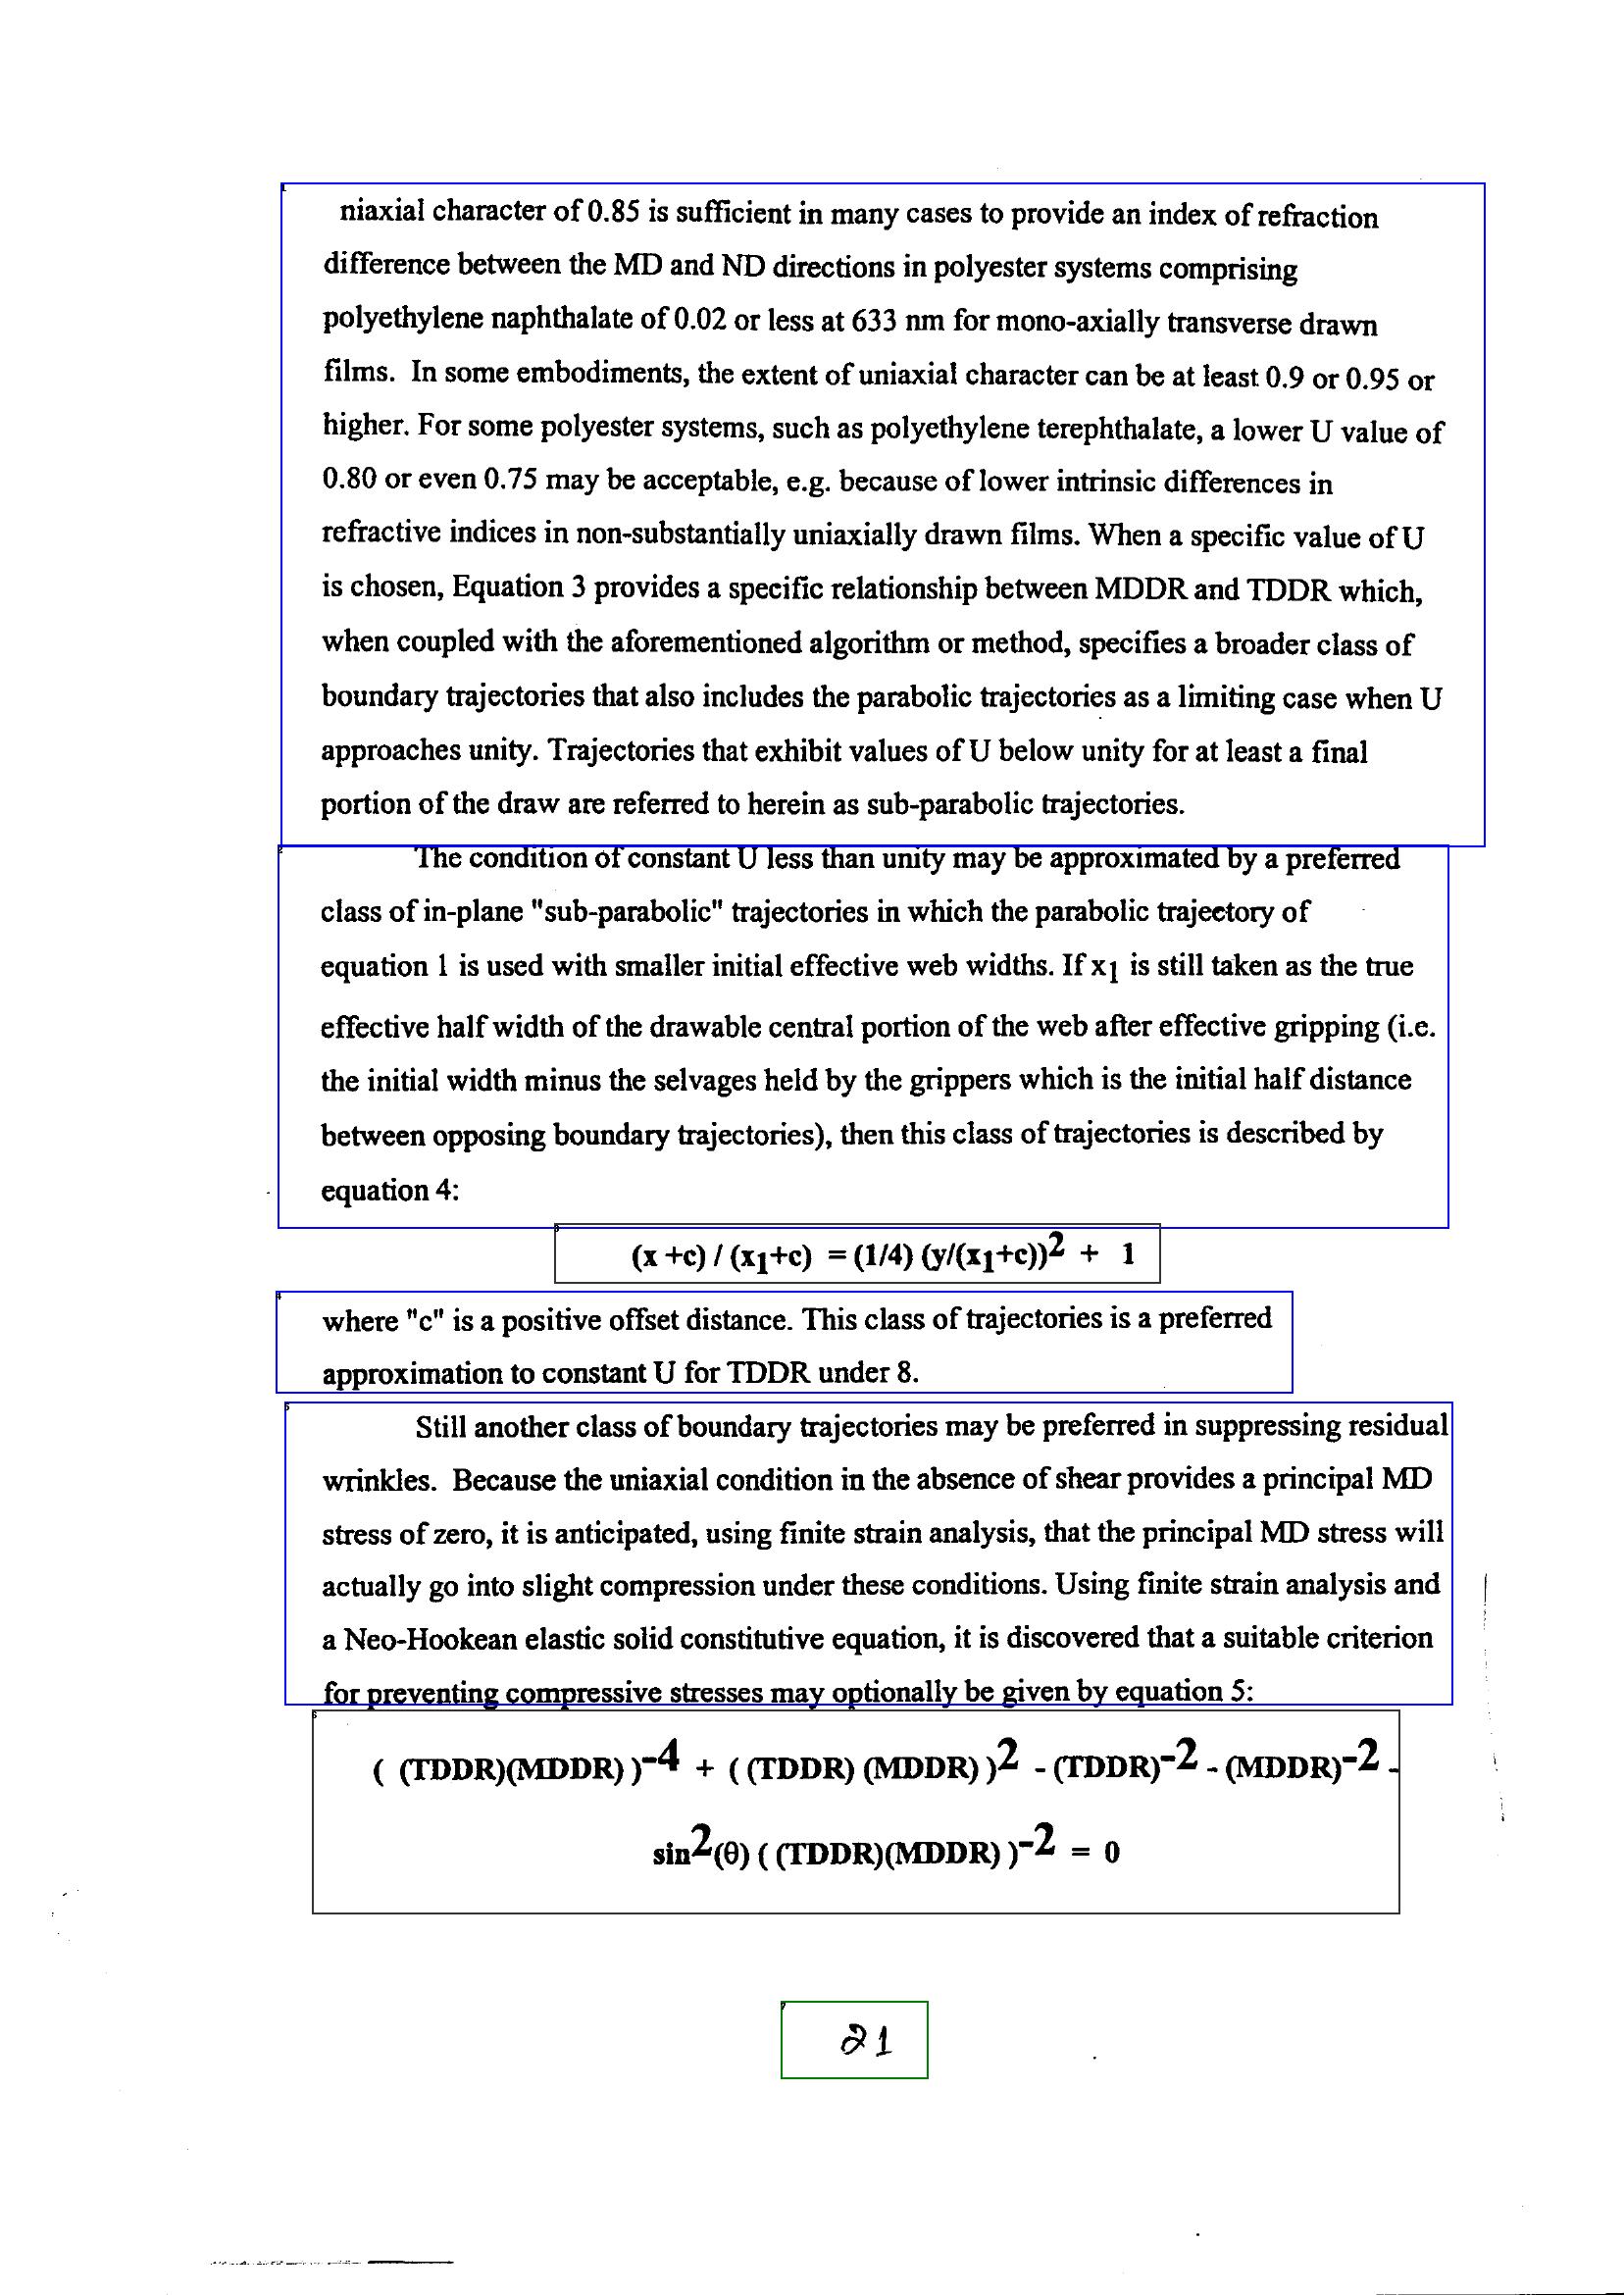 niaxial character of 0.85 is sufficient in many cases to provide an index of refraction
difference between the MD and ND directions in polyester systems comprising
polyethylene naphthalate of 0.02 or less at 633 nm for mono-axially transverse drawn
films.  In some embodiments, the extent of uniaxial character can be at least 0.9 or 0.95 or
higher. For some polyester systems, such as polyethylene terephthalate, a lower U value of
0.80 or even 0.75 may be acceptable, e.g. because of lower intrinsic differences in
refractive indices in non-substantially uniaxially drawn films. When a specific value of U
is chosen, Equation 3 provides a specific relationship between MDDR and TDDR which,
when coupled with the aforementioned algorithm or method, specifies a broader class of
boundary trajectories that also includes the parabolic trajectories as a limiting case when U
approaches unity. Trajectories that exhibit values of U below unity for at least a final
portion of the draw are referred to herein as sub-parabolic trajectories.
The condition of constant U less than unity may be approximated by a preferred
class of in-plane "sub-parabolic" trajectories in which the parabolic trajectory of
equation 1 is used with smaller initial effective web widths. If x₁ is still taken as the true
effective half width of the drawable central portion of the web after effective gripping (i.e.
the initial width minus the selvages held by the grippers which is the initial half distance
between opposing boundary trajectories), then this class of trajectories is described by
equation 4:
(x +c) / (x₁+c) = (1/4) (y/(x₁+c))² + 1
where "c" is a positive offset distance. This class of trajectories is a preferred
approximation to constant U for TDDR under 8.
Still another class of boundary trajectories may be preferred in suppressing residual
wrinkles.  Because the uniaxial condition in the absence of shear provides a principal MD
stress of zero, it is anticipated, using finite strain analysis, that the principal MD stress will
actually go into slight compression under these conditions. Using finite strain analysis and
a Neo-Hookean elastic solid constitutive equation, it is discovered that a suitable criterion
for preventing compressive stresses may optionally be given by equation 5:
( (TDDR)(MDDR) )⁻⁴ + ( (TDDR) (MDDR) )² - (TDDR)⁻² - (MDDR)⁻² -
sin²(θ) ( (TDDR)(MDDR) )⁻² = 0
21